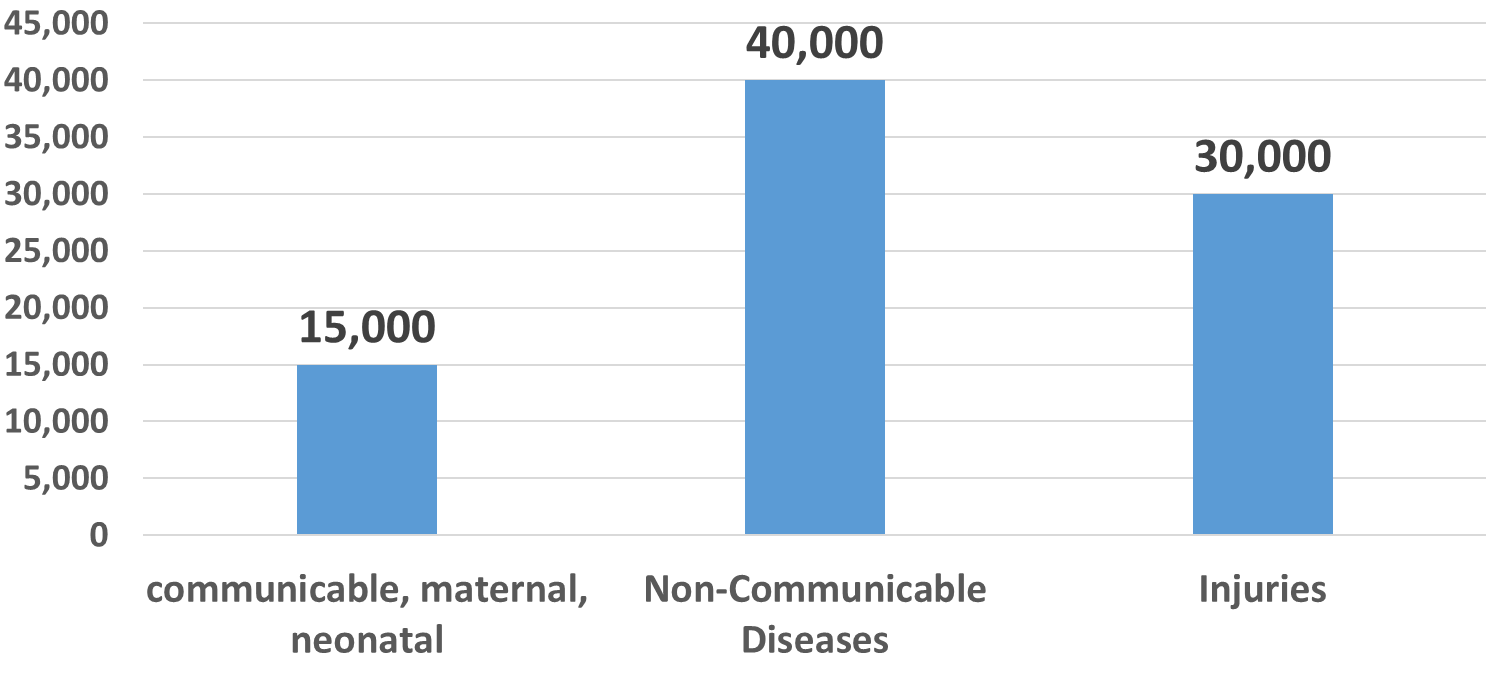 45,000
40,000
35,000
30,000
25,000
20,000
15,000
10,000
5,000
0
15,000
40,000
30,000
communicable, maternal,
neonatal
Non-Communicable
Diseases
Injuries